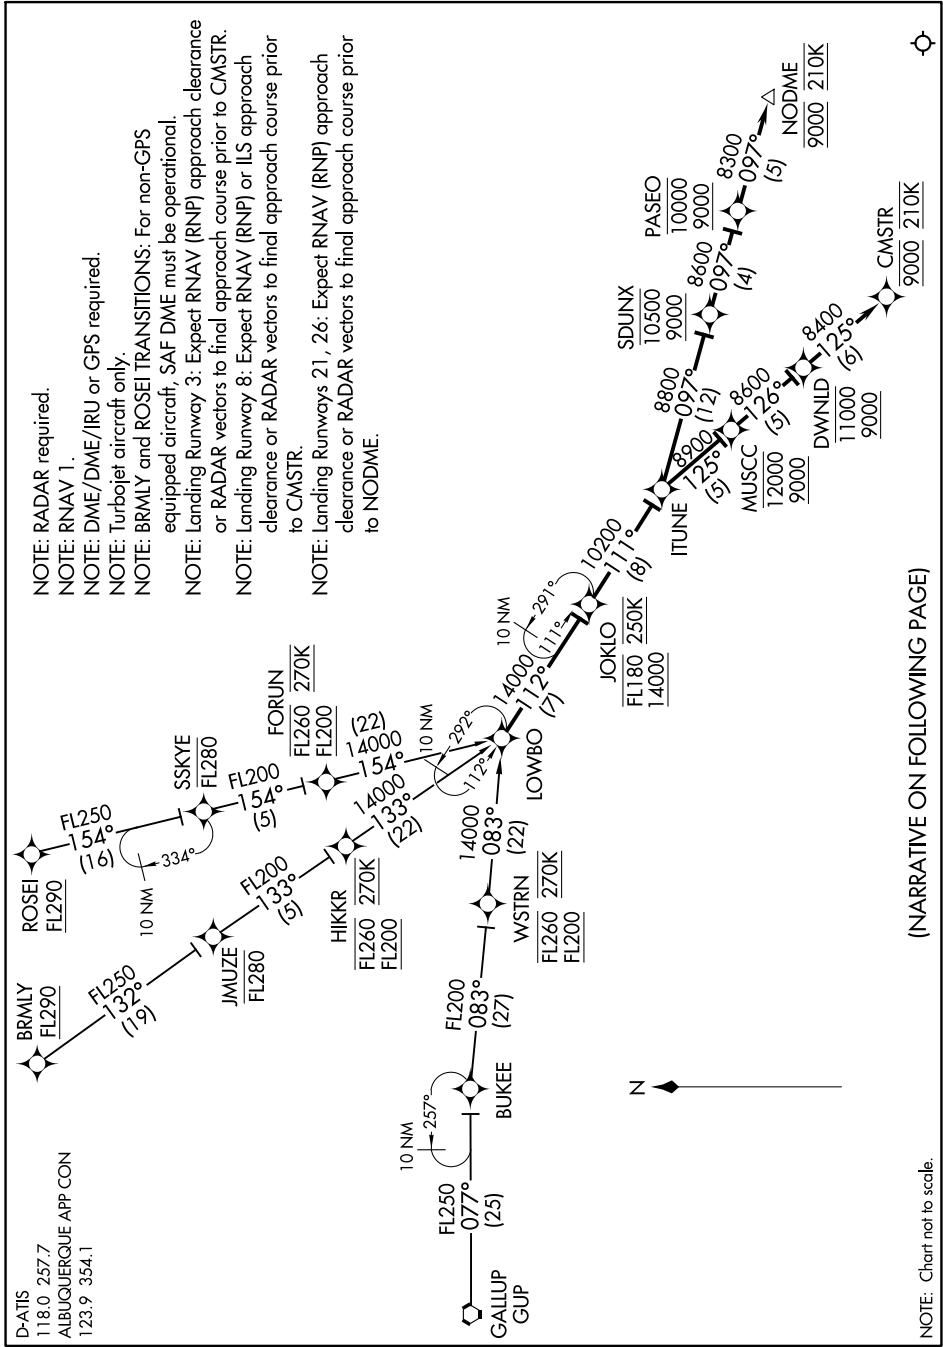 D-ATIS
118.0 257.7
ALBUQUERQUE APP CON
123.9 354.1
NOTE: RADAR required.
NOTE: RNAV 1.
NOTE: DME/DME/IRU or GPS required.
NOTE: Turbojet aircraft only.
NOTE: BRMLY and ROSEI TRANSITIONS: For non-GPS
equipped aircraft, SAF DME must be operational.
NOTE: Landing Runway 3: Expect RNAV (RNP) approach clearance
or RADAR vectors to final approach course prior to CMSTR.
NOTE: Landing Runway 8: Expect RNAV (RNP) or ILS approach
clearance or RADAR vectors to final approach course prior
to CMSTR.
NOTE: Landing Runways 21, 26: Expect RNAV (RNP) approach
clearance or RADAR vectors to final approach course prior
to NODME.
BRMLY
FL290
FL250
132°
(19)
JMUZE
FL280
FL200
133°
(5)
HIKKR
FL260 270K
FL200
14000
133°
(22)
ROSEI
FL290
FL250
154°
(16)
10 NM
334°
SSKYE
FL280
FL200
154°
(5)
FORUN
FL260 270K
FL200
14000
154°
(22)
GALLUP
GUP
FL250
077°
(25)
10 NM
257°
BUKEE
FL200
083°
(27)
WSTRN
FL260 270K
FL200
14000
083°
(22)
10 NM
292°
112°
LOWBO
14000
112°
(7)
10 NM
291°
111°
JOKLO
FL180 250K
14000
10200
111°
(8)
ITUNE
8800
097°
(12)
SDUNX
10500
9000
8600
097°
(4)
PASEO
10000
9000
8300
097°
(5)
NODME
9000 210K
8900
125°
(5)
MUSCC
12000
9000
8600
126°
(5)
DWNLD
11000
9000
8400
125°
(6)
CMSTR
9000 210K
N
(NARRATIVE ON FOLLOWING PAGE)
NOTE: Chart not to scale.